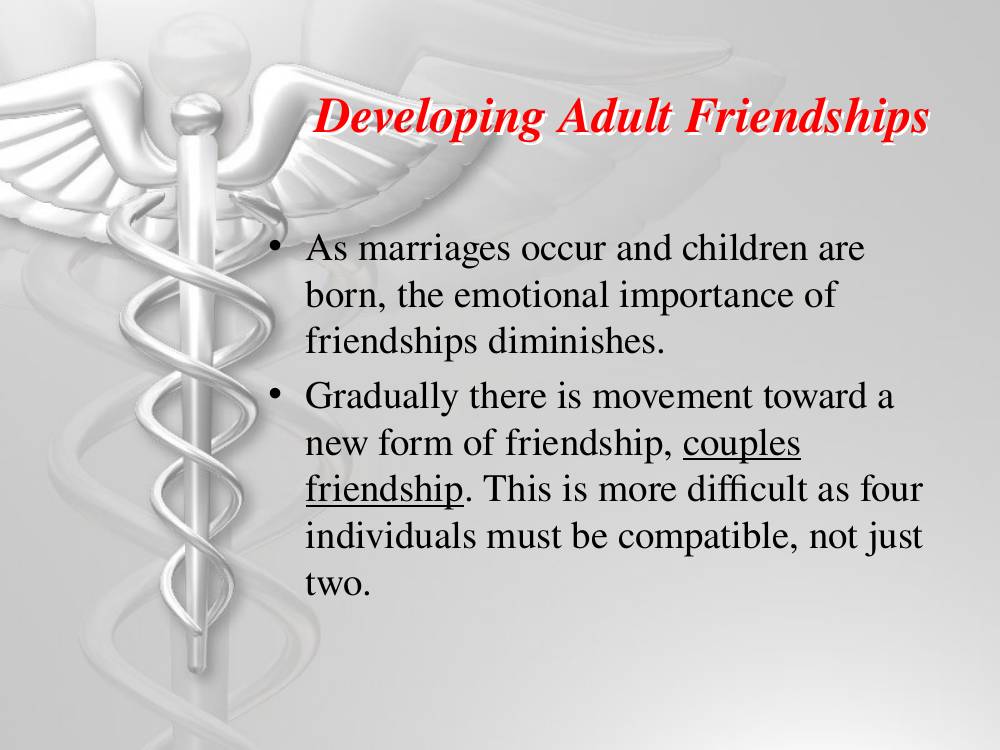 Developing Adult Friendships
• As marriages occur and children are
born, the emotional importance of
friendships diminishes.
• Gradually there is movement toward a
new form of friendship, couples
friendship. This is more difficult as four
individuals must be compatible, not just
two.